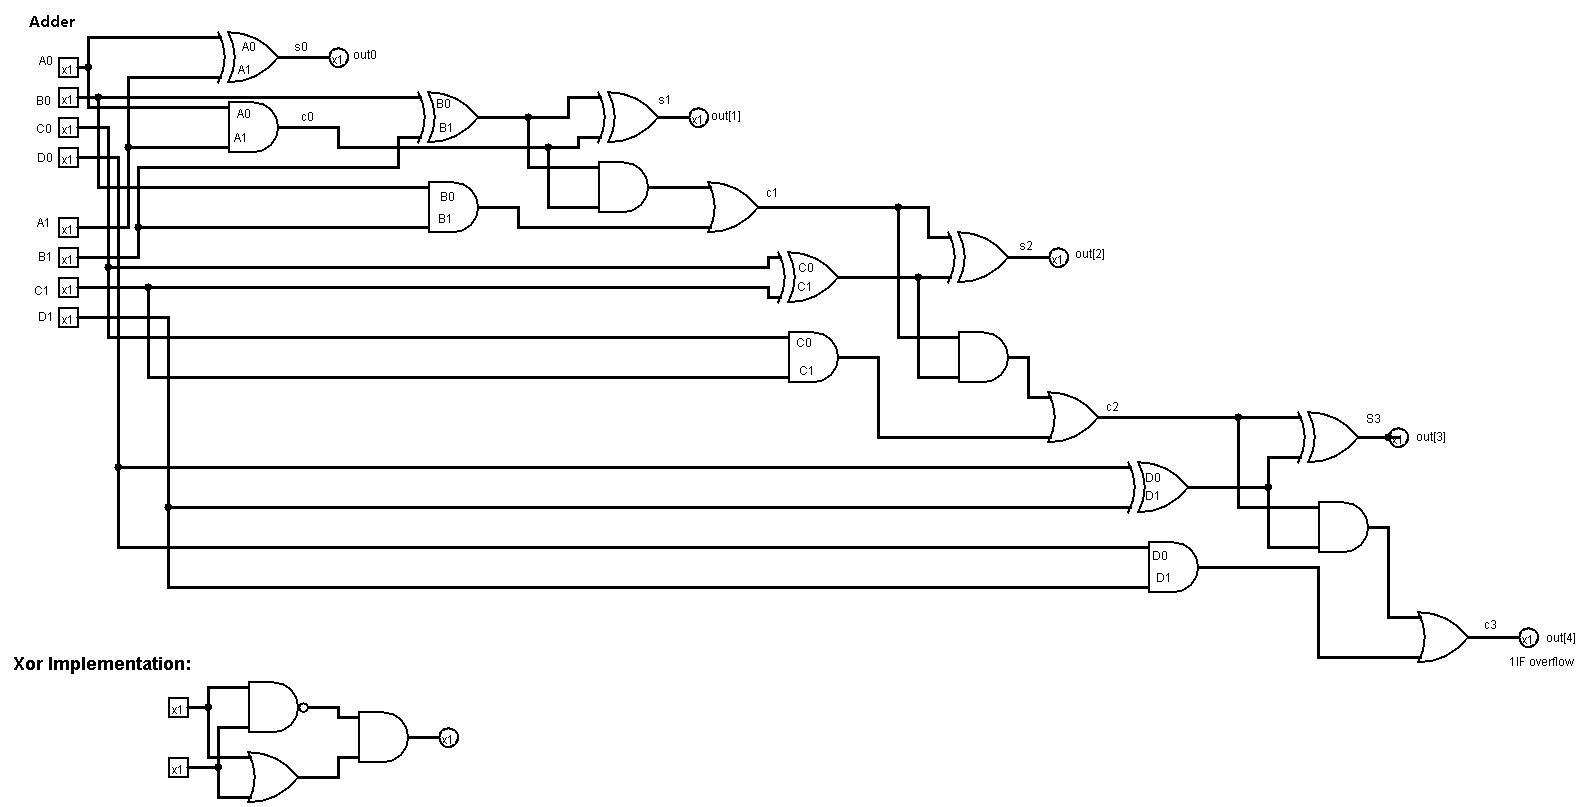 Adder
A0 x1
A0
A1
s0
x1 out0
B0 x1
B0
B1
s1
x1 out[1]
A0
A1
c0
C0 x1
D0 x1
B0
B1
c1
A1 x1
B1 x1
C0
C1
s2
x1 out[2]
C1 x1
D1 x1
C0
C1
c2
S3
x1 out[3]
D0
D1
D0
D1
c3
x1 out[4]
1IF overflow
Xor Implementation:
x1
x1
x1